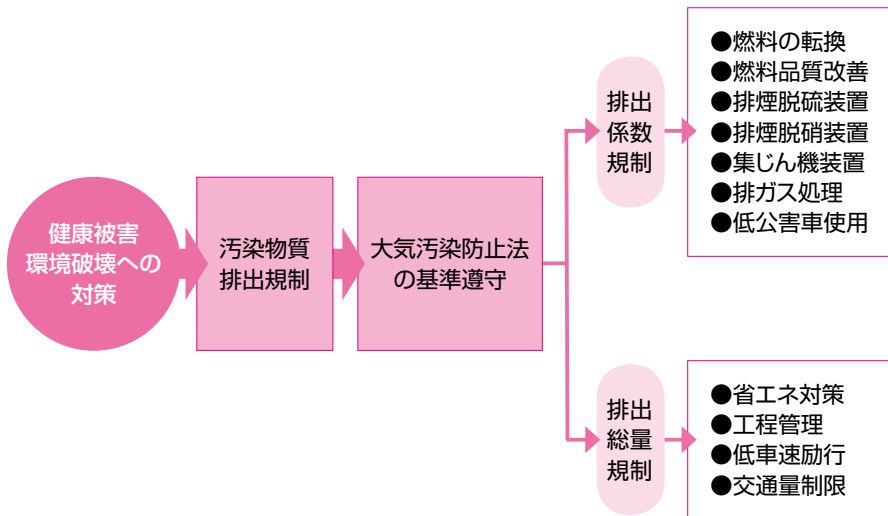 健康被害
環境破壊への
対策
汚染物質
排出規制
大気汚染防止法
の基準遵守
排出
係数
規制
●燃料の転換
●燃料品質改善
●排煙脱硫装置
●排煙脱硝装置
●集じん機装置
●排ガス処理
●低公害車使用
排出
総量
規制
●省エネ対策
●工程管理
●低車速励行
●交通量制限